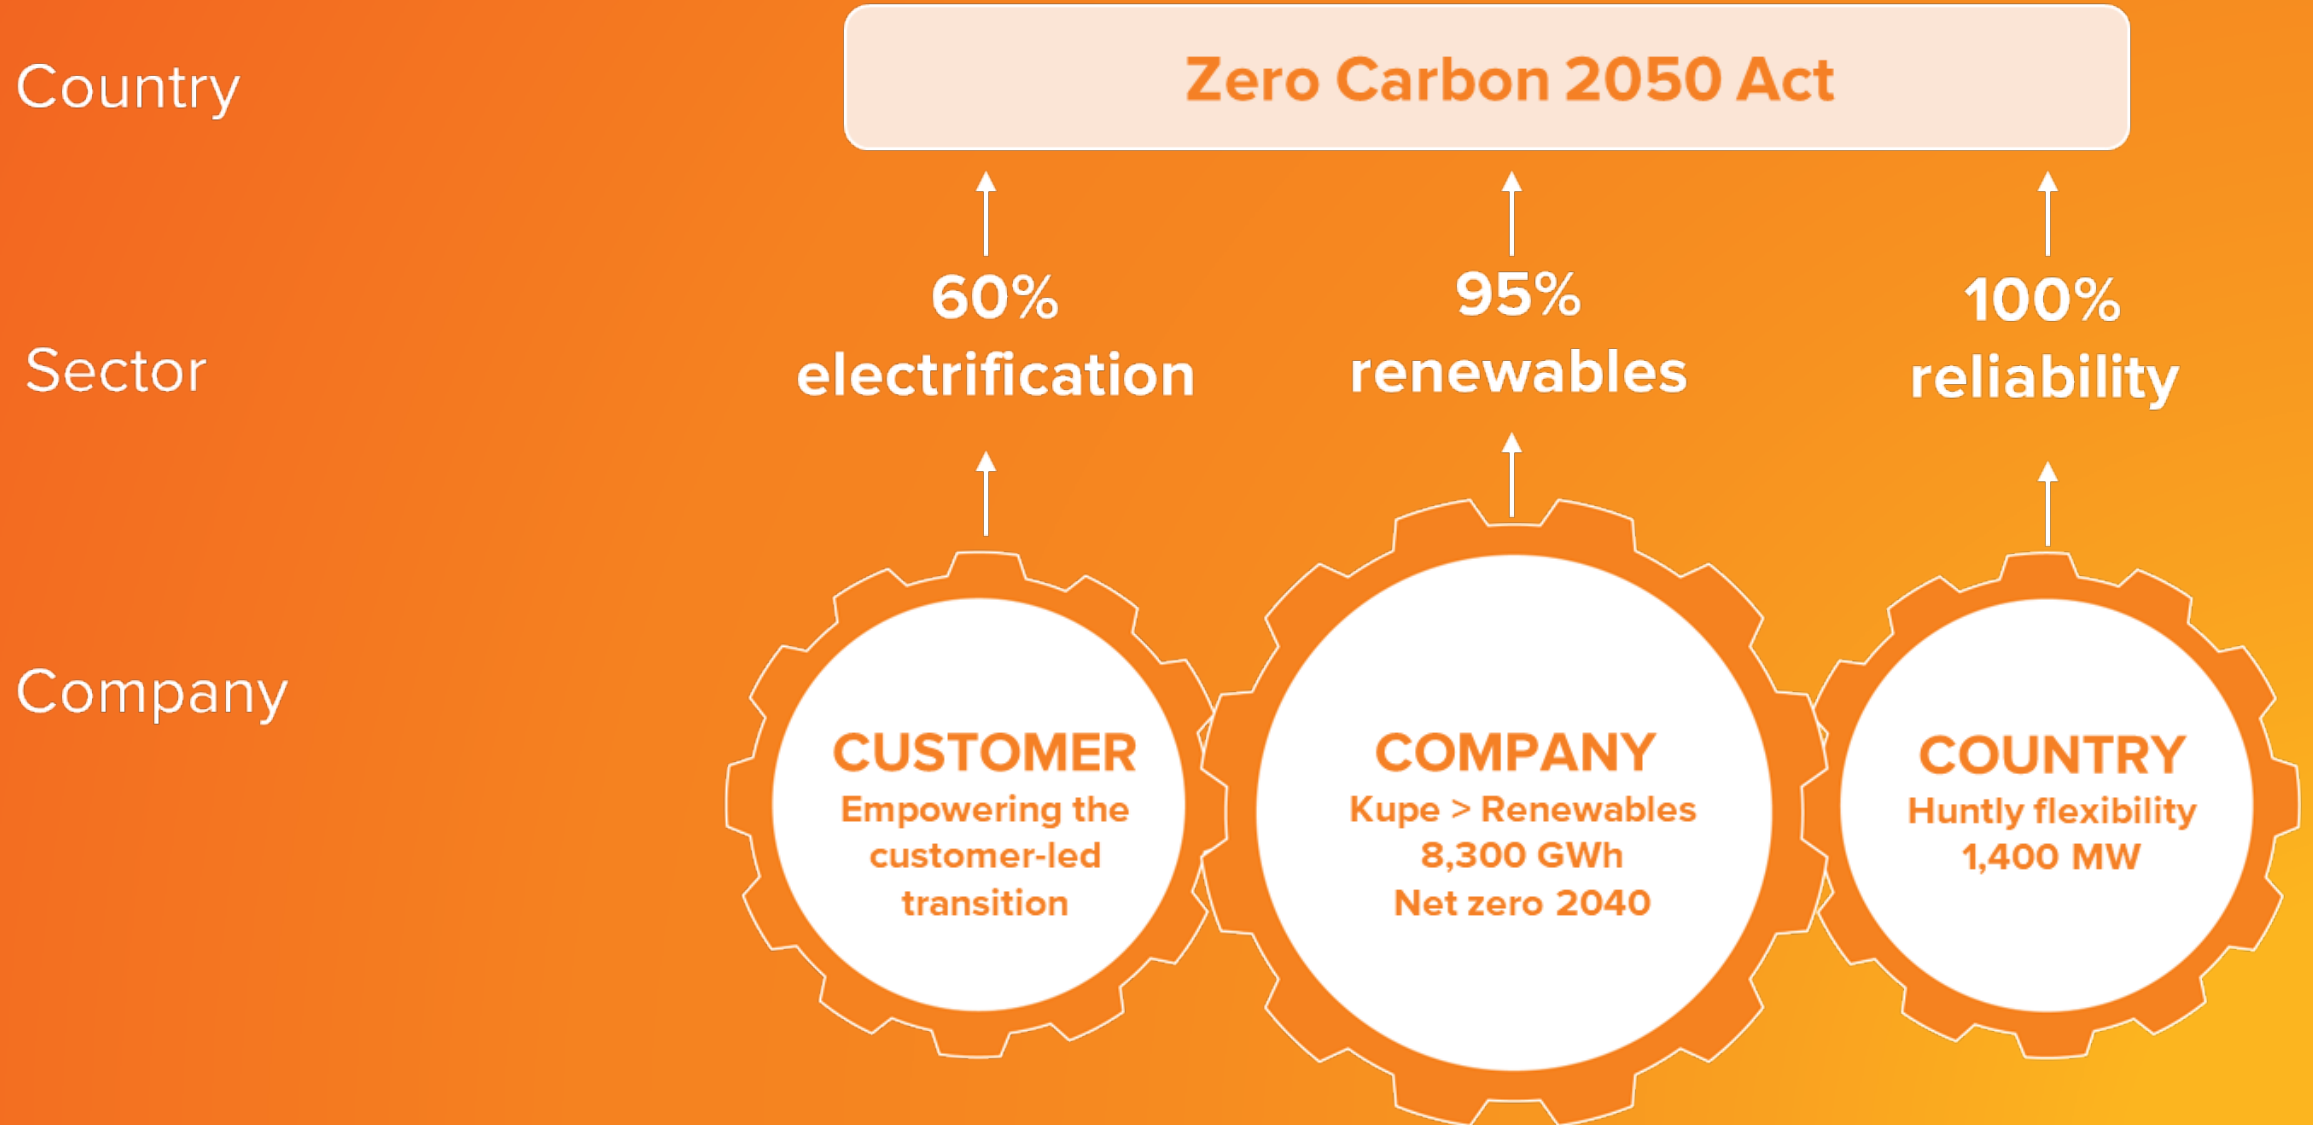 Country
Zero Carbon 2050 Act
Sector
60%
electrification
95%
renewables
100%
reliability
Company
CUSTOMER
Empowering the
customer-led
transition
COMPANY
Kupe > Renewables
8,300 GWh
Net zero 2040
COUNTRY
Huntly flexibility
1,400 MW